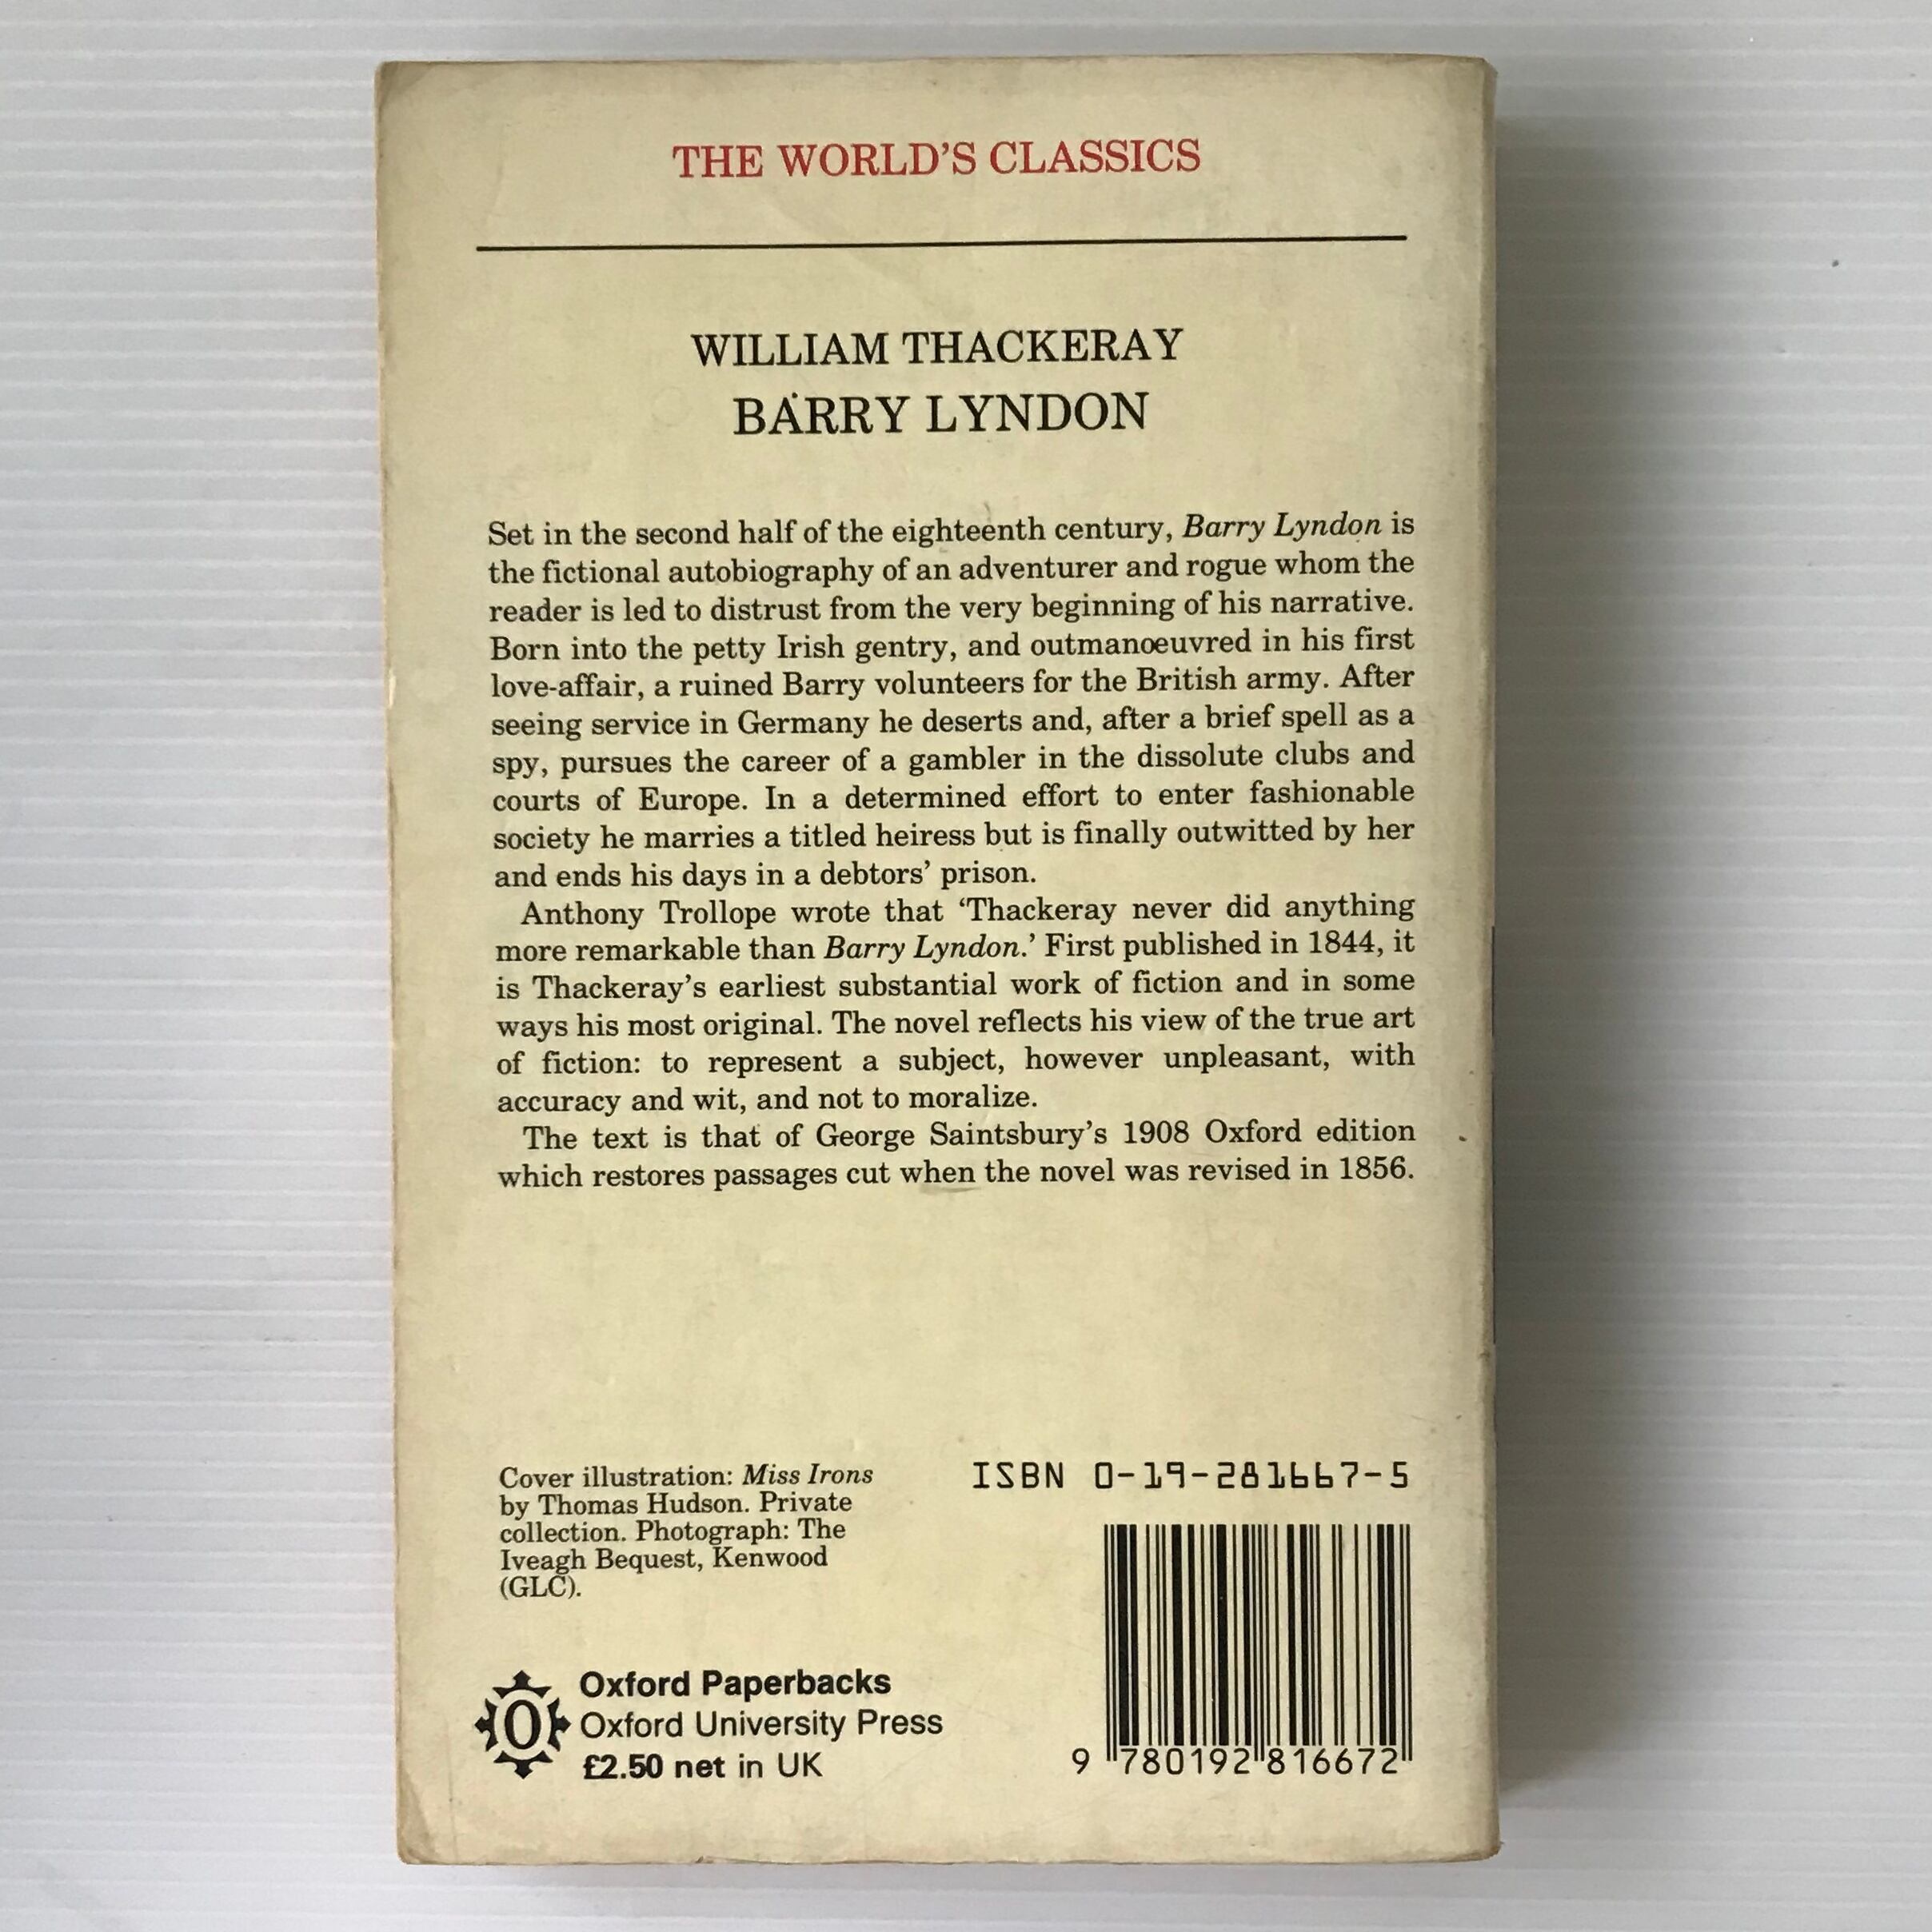 THE WORLD'S CLASSICS
WILLIAM THACKERAY
BARRY LYNDON
Set in the second half of the eighteenth century, Barry Lyndon is
the fictional autobiography of an adventurer and rogue whom the
reader is led to distrust from the very beginning of his narrative.
Born into the petty Irish gentry, and outmanœuvred in his first
love-affair, a ruined Barry volunteers for the British army. After
seeing service in Germany he deserts and, after a brief spell as a
spy, pursues the career of a gambler in the dissolute clubs and
courts of Europe. In a determined effort to enter fashionable
society he marries a titled heiress but is finally outwitted by her
and ends his days in a debtors' prison.
Anthony Trollope wrote that ‘Thackeray never did anything
more remarkable than Barry Lyndon.’ First published in 1844, it
is Thackeray's earliest substantial work of fiction and in some
ways his most original. The novel reflects his view of the true art
of fiction: to represent a subject, however unpleasant, with
accuracy and wit, and not to moralize.
The text is that of George Saintsbury's 1908 Oxford edition
which restores passages cut when the novel was revised in 1856.
Cover illustration: Miss Irons
by Thomas Hudson. Private
collection. Photograph: The
Iveagh Bequest, Kenwood
(GLC).
ISBN 0-19-281667-5
Oxford Paperbacks
Oxford University Press
£2.50 net in UK
9 780192 816672